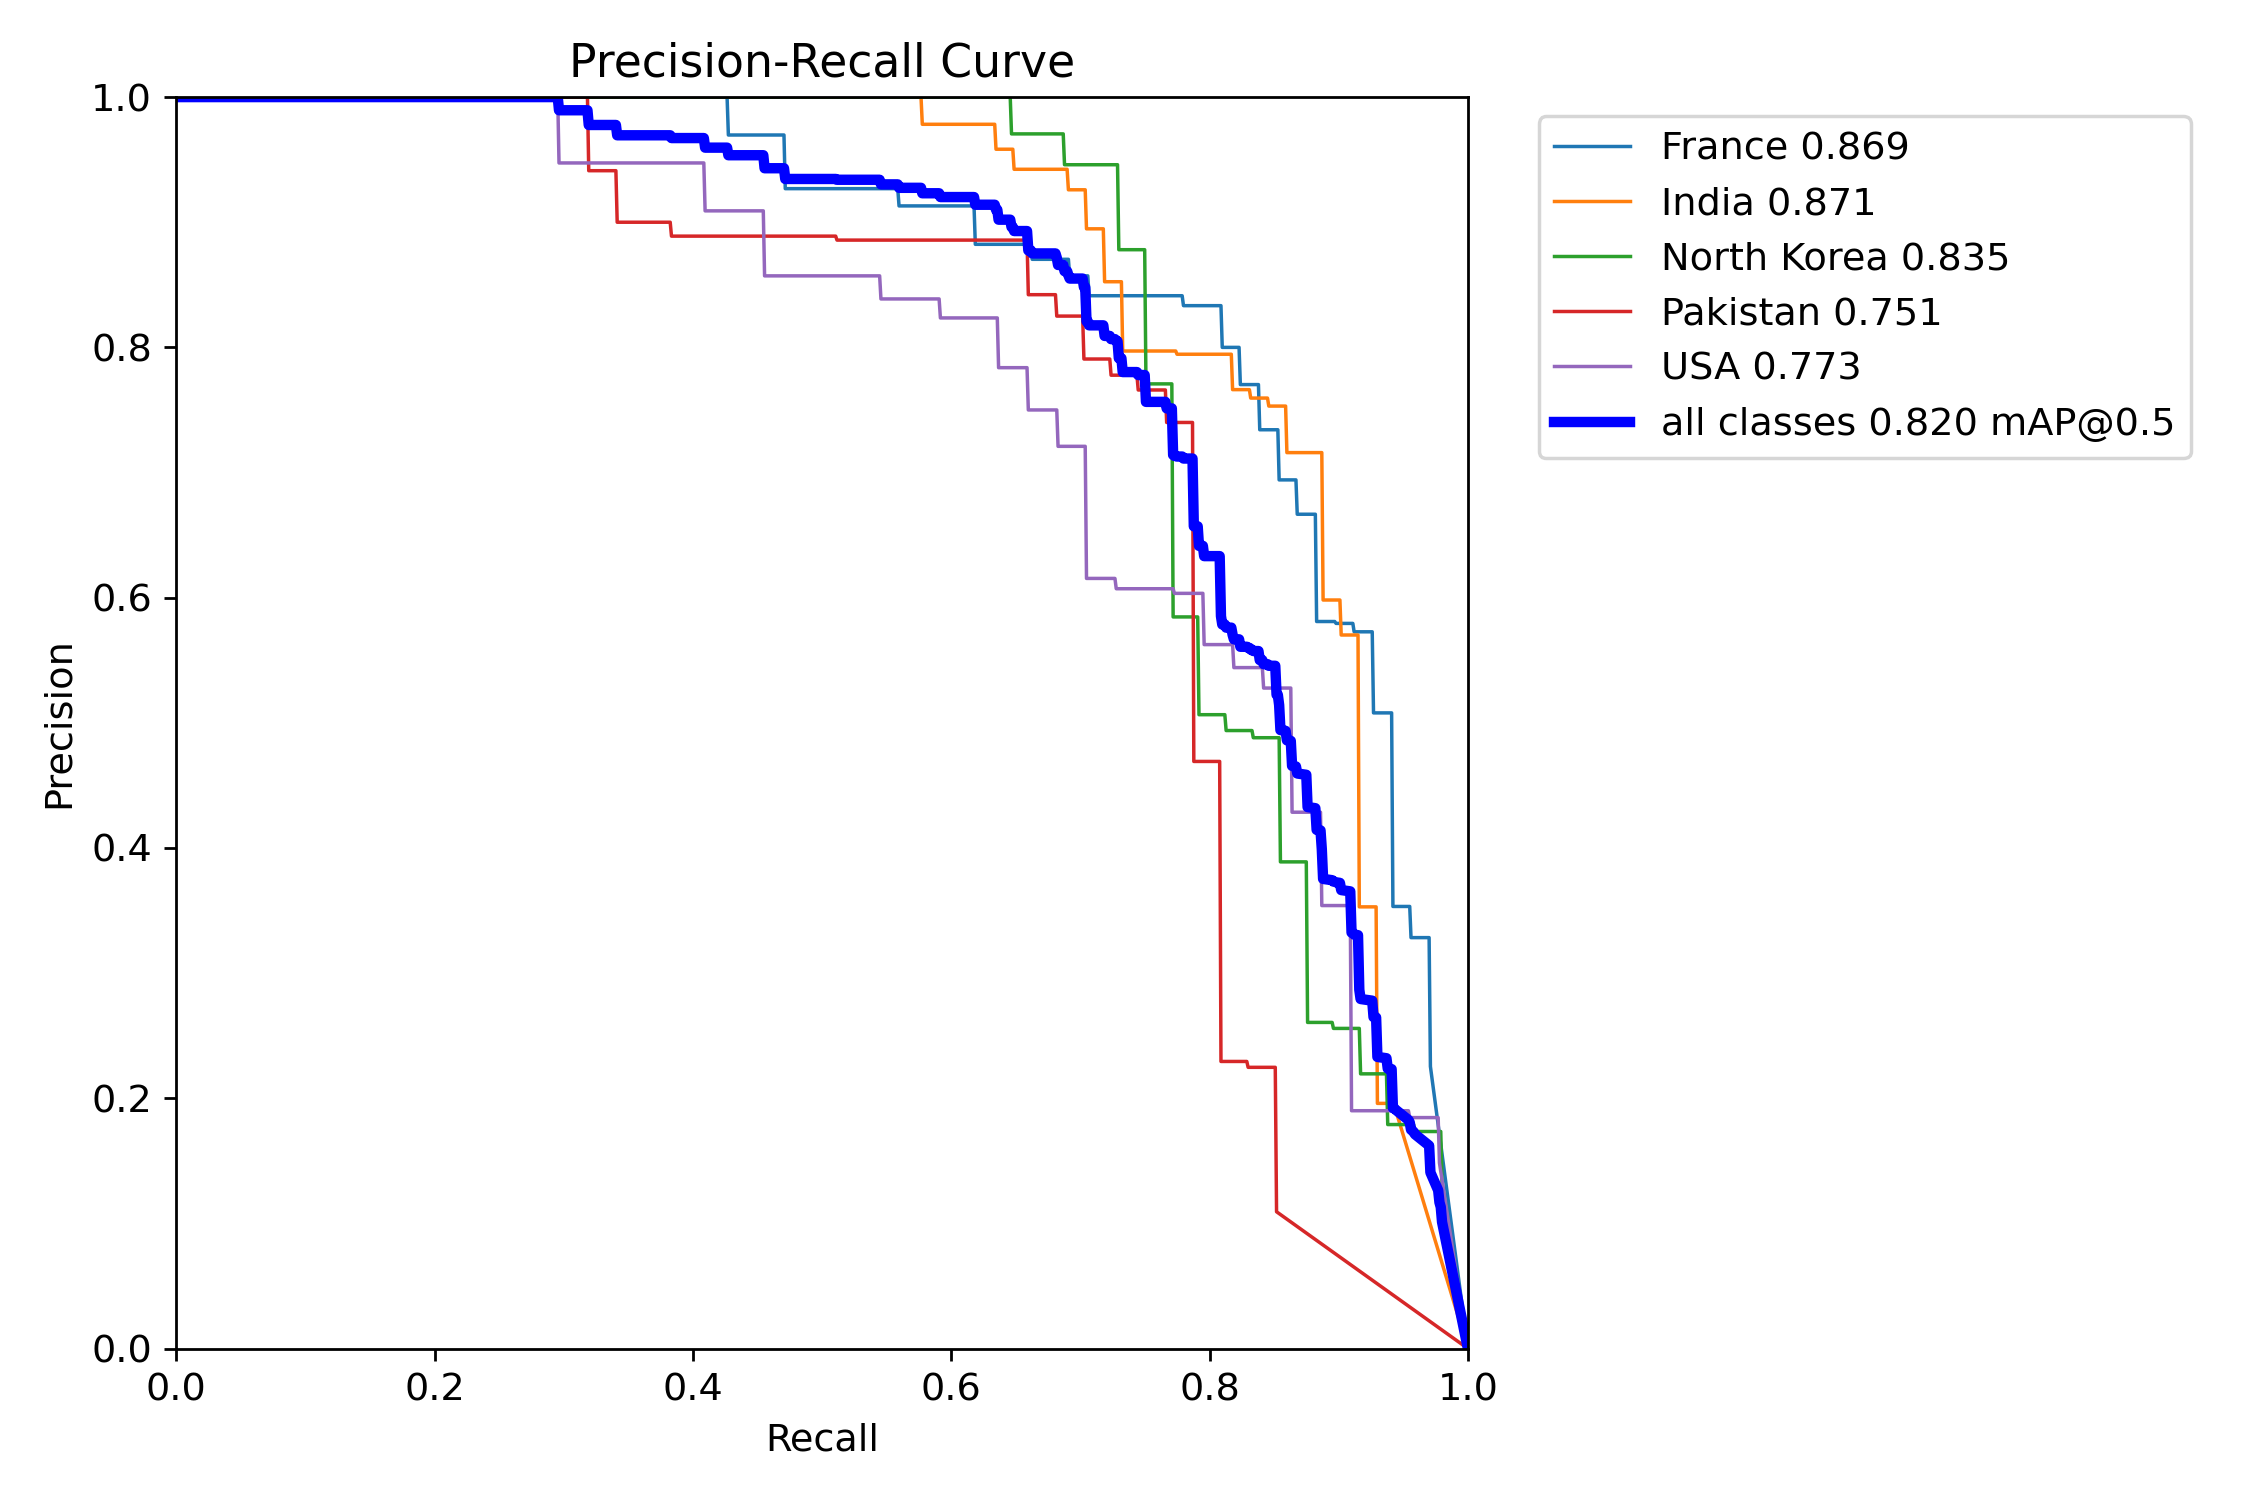 Precision-Recall Curve
1.0
0.8
0.6
0.4
0.2
0.0
Precision
0.0 0.2 0.4 0.6 0.8 1.0
Recall
France 0.869
India 0.871
North Korea 0.835
Pakistan 0.751
USA 0.773
all classes 0.820 mAP@0.5